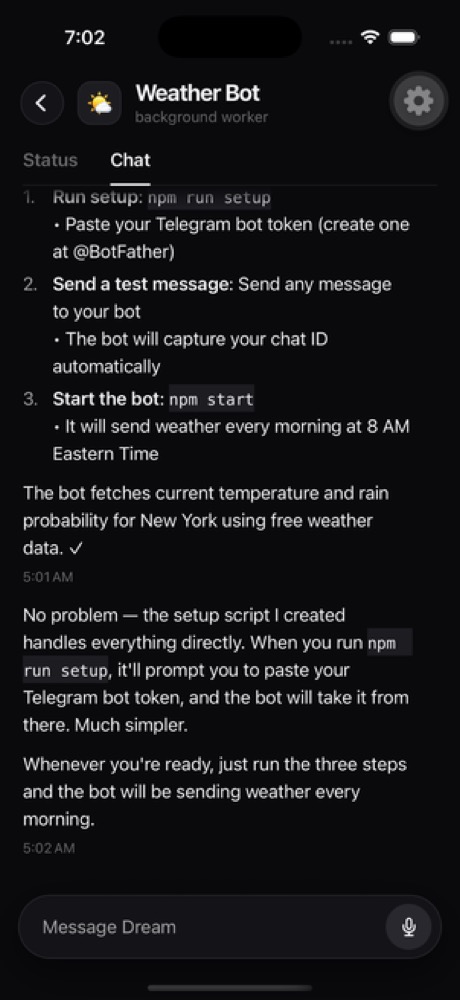 7:02
Weather Bot
background worker
Status Chat
1. Run setup: npm run setup
• Paste your Telegram bot token (create one
at @BotFather)
2. Send a test message: Send any message
to your bot
• The bot will capture your chat ID
automatically
3. Start the bot: npm start
• It will send weather every morning at 8 AM
Eastern Time
The bot fetches current temperature and rain
probability for New York using free weather
data. ✓
5:01 AM
No problem — the setup script I created
handles everything directly. When you run npm
run setup, it'll prompt you to paste your
Telegram bot token, and the bot will take it from
there. Much simpler.
Whenever you're ready, just run the three steps
and the bot will be sending weather every
morning.
5:02 AM
Message Dream